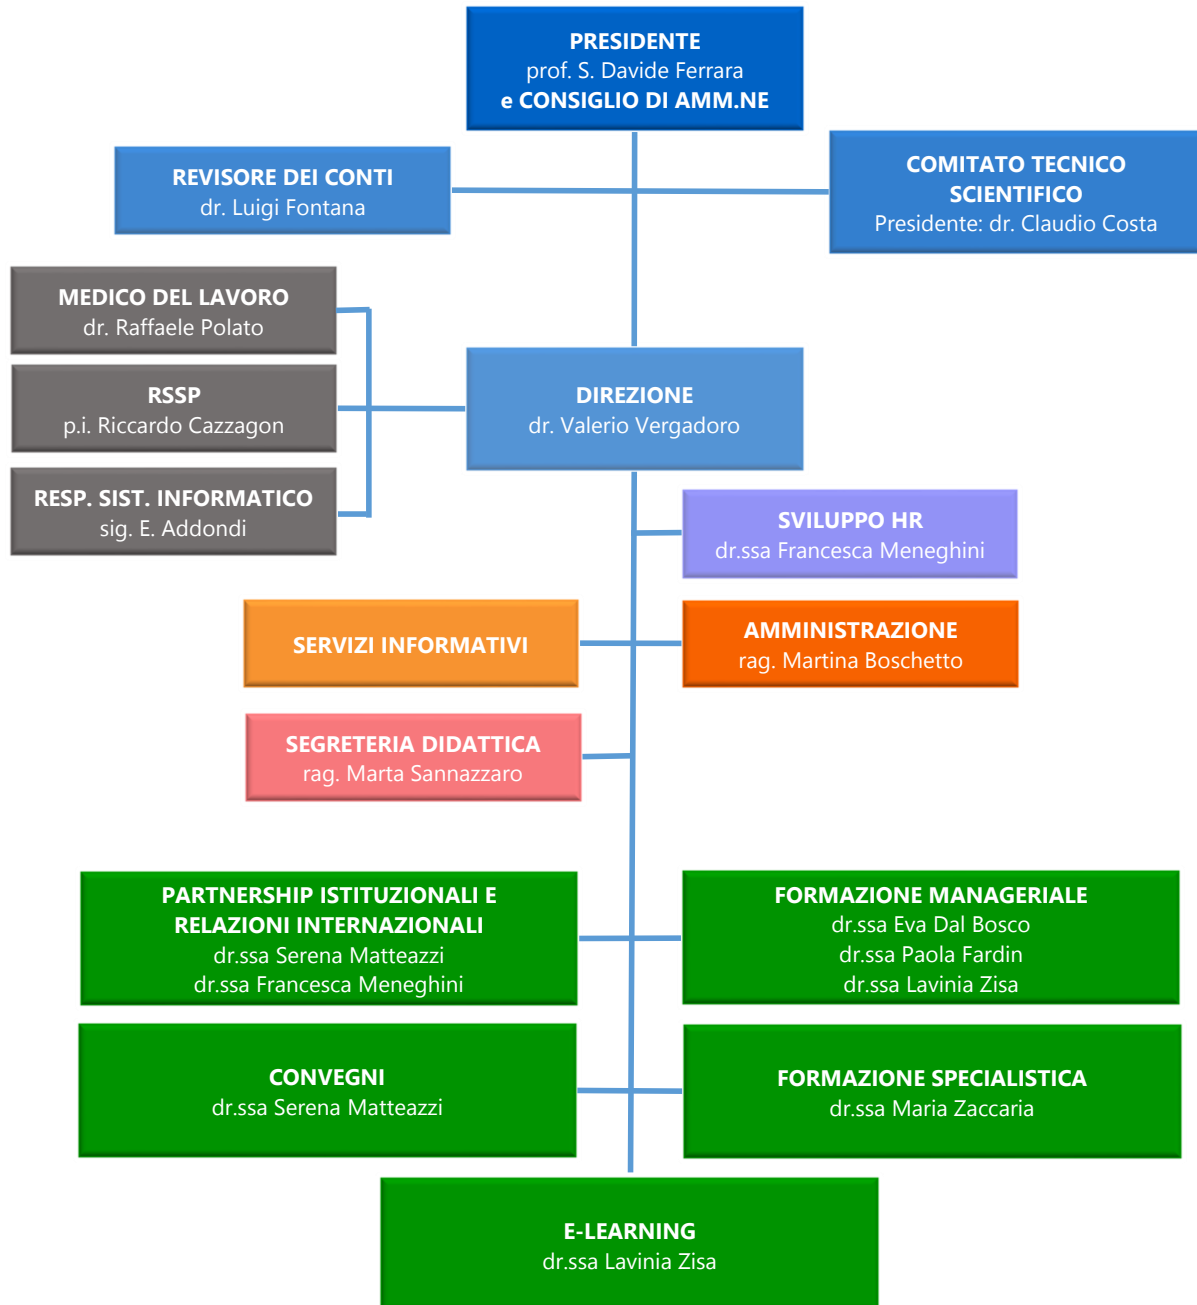 PRESIDENTE
prof. S. Davide Ferrara
e CONSIGLIO DI AMM.NE
REVISORE DEI CONTI
dr. Luigi Fontana
COMITATO TECNICO
SCIENTIFICO
Presidente: dr. Claudio Costa
MEDICO DEL LAVORO
dr. Raffaele Polato
RSSP
p.i. Riccardo Cazzagon
RESP. SIST. INFORMATICO
sig. E. Addondi
DIREZIONE
dr. Valerio Vergadoro
SVILUPPO HR
dr.ssa Francesca Meneghini
SERVIZI INFORMATIVI
AMMINISTRAZIONE
rag. Martina Boschetto
SEGRETERIA DIDATTICA
rag. Marta Sannazzaro
PARTNERSHIP ISTITUZIONALI E
RELAZIONI INTERNAZIONALI
dr.ssa Serena Matteazzi
dr.ssa Francesca Meneghini
FORMAZIONE MANAGERIALE
dr.ssa Eva Dal Bosco
dr.ssa Paola Fardin
dr.ssa Lavinia Zisa
CONVEGNI
dr.ssa Serena Matteazzi
FORMAZIONE SPECIALISTICA
dr.ssa Maria Zaccaria
E-LEARNING
dr.ssa Lavinia Zisa